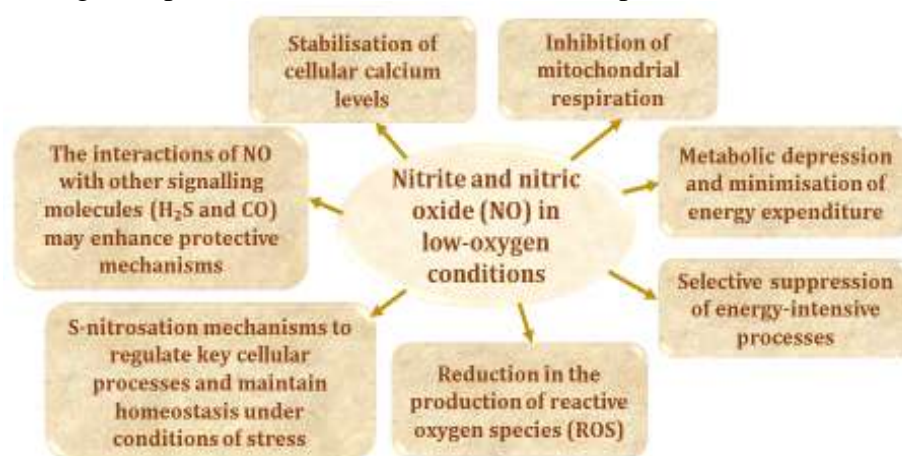 Stabilisation of
cellular calcium
levels
Inhibition of
mitochondrial
respiration
The interactions of NO
with other signalling
molecules (H₂S and CO)
may enhance protective
mechanisms
Nitrite and nitric
oxide (NO) in
low-oxygen
conditions
Metabolic depression
and minimisation of
energy expenditure
Selective suppression
of energy-intensive
processes
S-nitrosation mechanisms to
regulate key cellular
processes and maintain
homeostasis under
conditions of stress
Reduction in the
production of reactive
oxygen species (ROS)